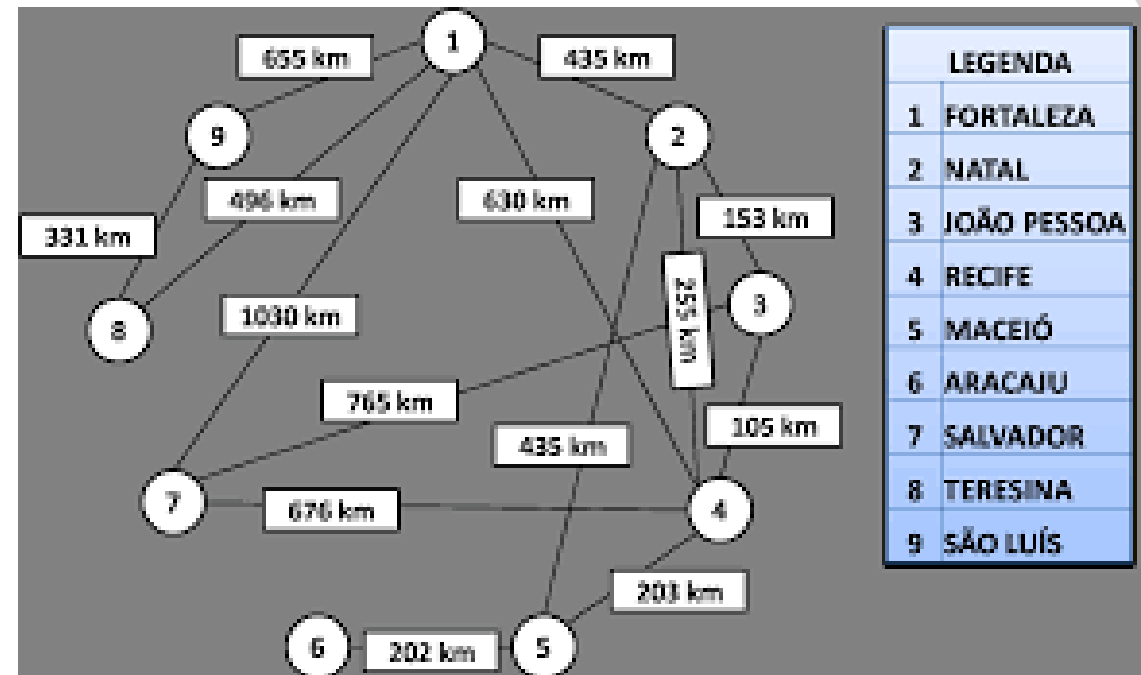 1
655 km
435 km
9
2
496 km
630 km
153 km
331 km
255 km
3
8
1030 km
765 km
105 km
435 km
7
676 km
4
203 km
6
202 km
5
LEGENDA
1 FORTALEZA
2 NATAL
3 JOÃO PESSOA
4 RECIFE
5 MACEIÓ
6 ARACAJU
7 SALVADOR
8 TERESINA
9 SÃO LUÍS